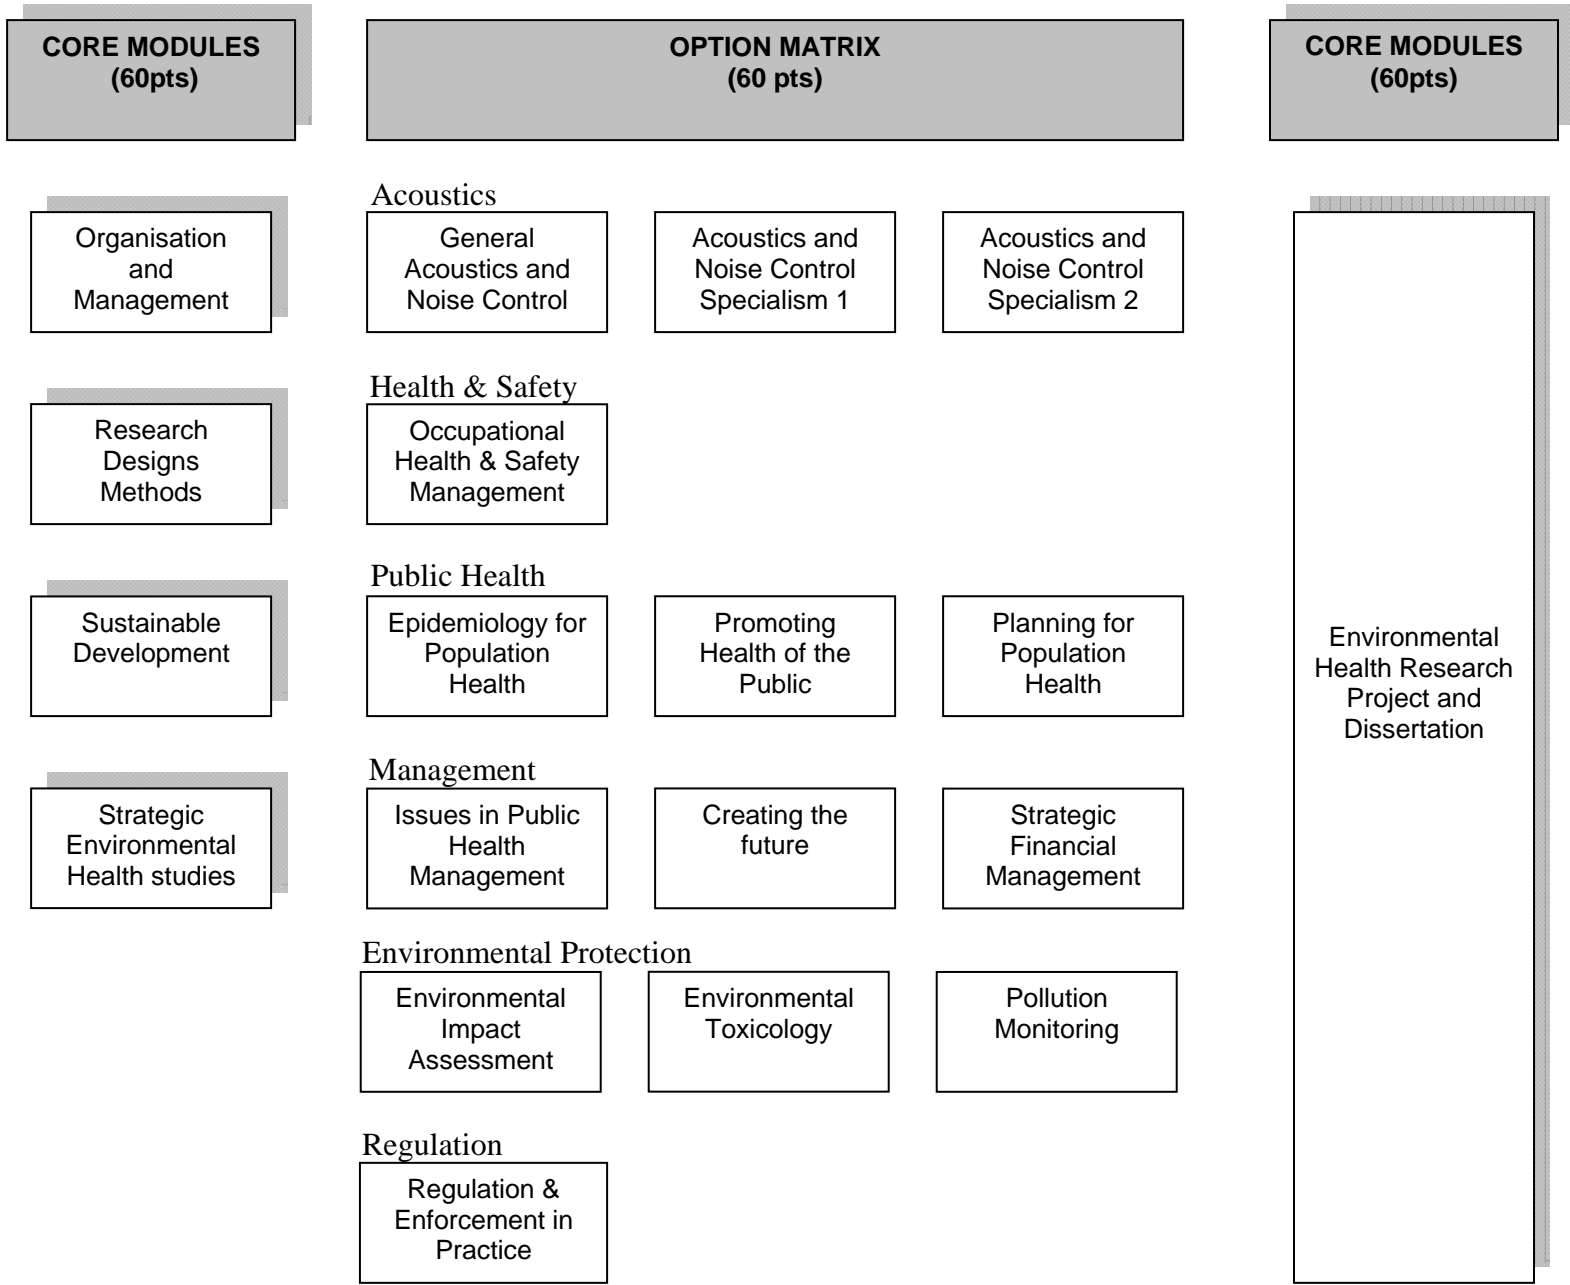 CORE MODULES
(60pts)
OPTION MATRIX
(60 pts)
CORE MODULES
(60pts)
Organisation
and
Management
Research
Designs
Methods
Sustainable
Development
Strategic
Environmental
Health studies
Acoustics
General
Acoustics and
Noise Control
Acoustics and
Noise Control
Specialism 1
Acoustics and
Noise Control
Specialism 2
Health & Safety
Occupational
Health & Safety
Management
Public Health
Epidemiology for
Population
Health
Promoting
Health of the
Public
Planning for
Population
Health
Management
Issues in Public
Health
Management
Creating the
future
Strategic
Financial
Management
Environmental Protection
Environmental
Impact
Assessment
Environmental
Toxicology
Pollution
Monitoring
Regulation
Regulation &
Enforcement in
Practice
Environmental
Health Research
Project and
Dissertation